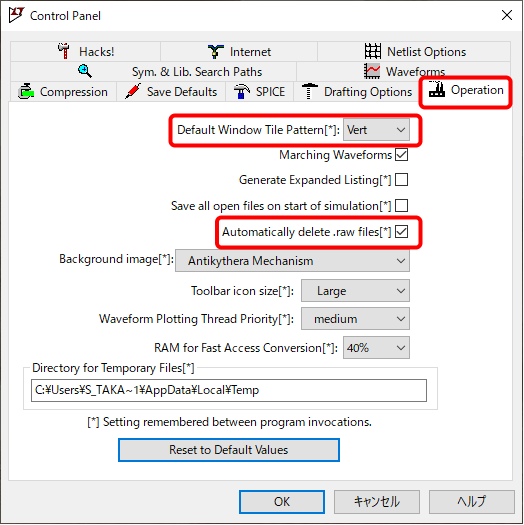 Control Panel
Hacks!
Internet
Netlist Options
Sym. & Lib. Search Paths
Waveforms
Compression
Save Defaults
SPICE
Drafting Options
Operation
Default Window Tile Pattern[*]: Vert
Marching Waveforms
Generate Expanded Listing[*]
Save all open files on start of simulation[*]
Automatically delete .raw files[*]
Background image[*]: Antikythera Mechanism
Toolbar icon size[*]: Large
Waveform Plotting Thread Priority[*]: medium
RAM for Fast Access Conversion[*]: 40%
Directory for Temporary Files[*]
C:¥Users¥S_TAKA~1¥AppData¥Local¥Temp
[*] Setting remembered between program invocations.
Reset to Default Values
OK
キャンセル
ヘルプ